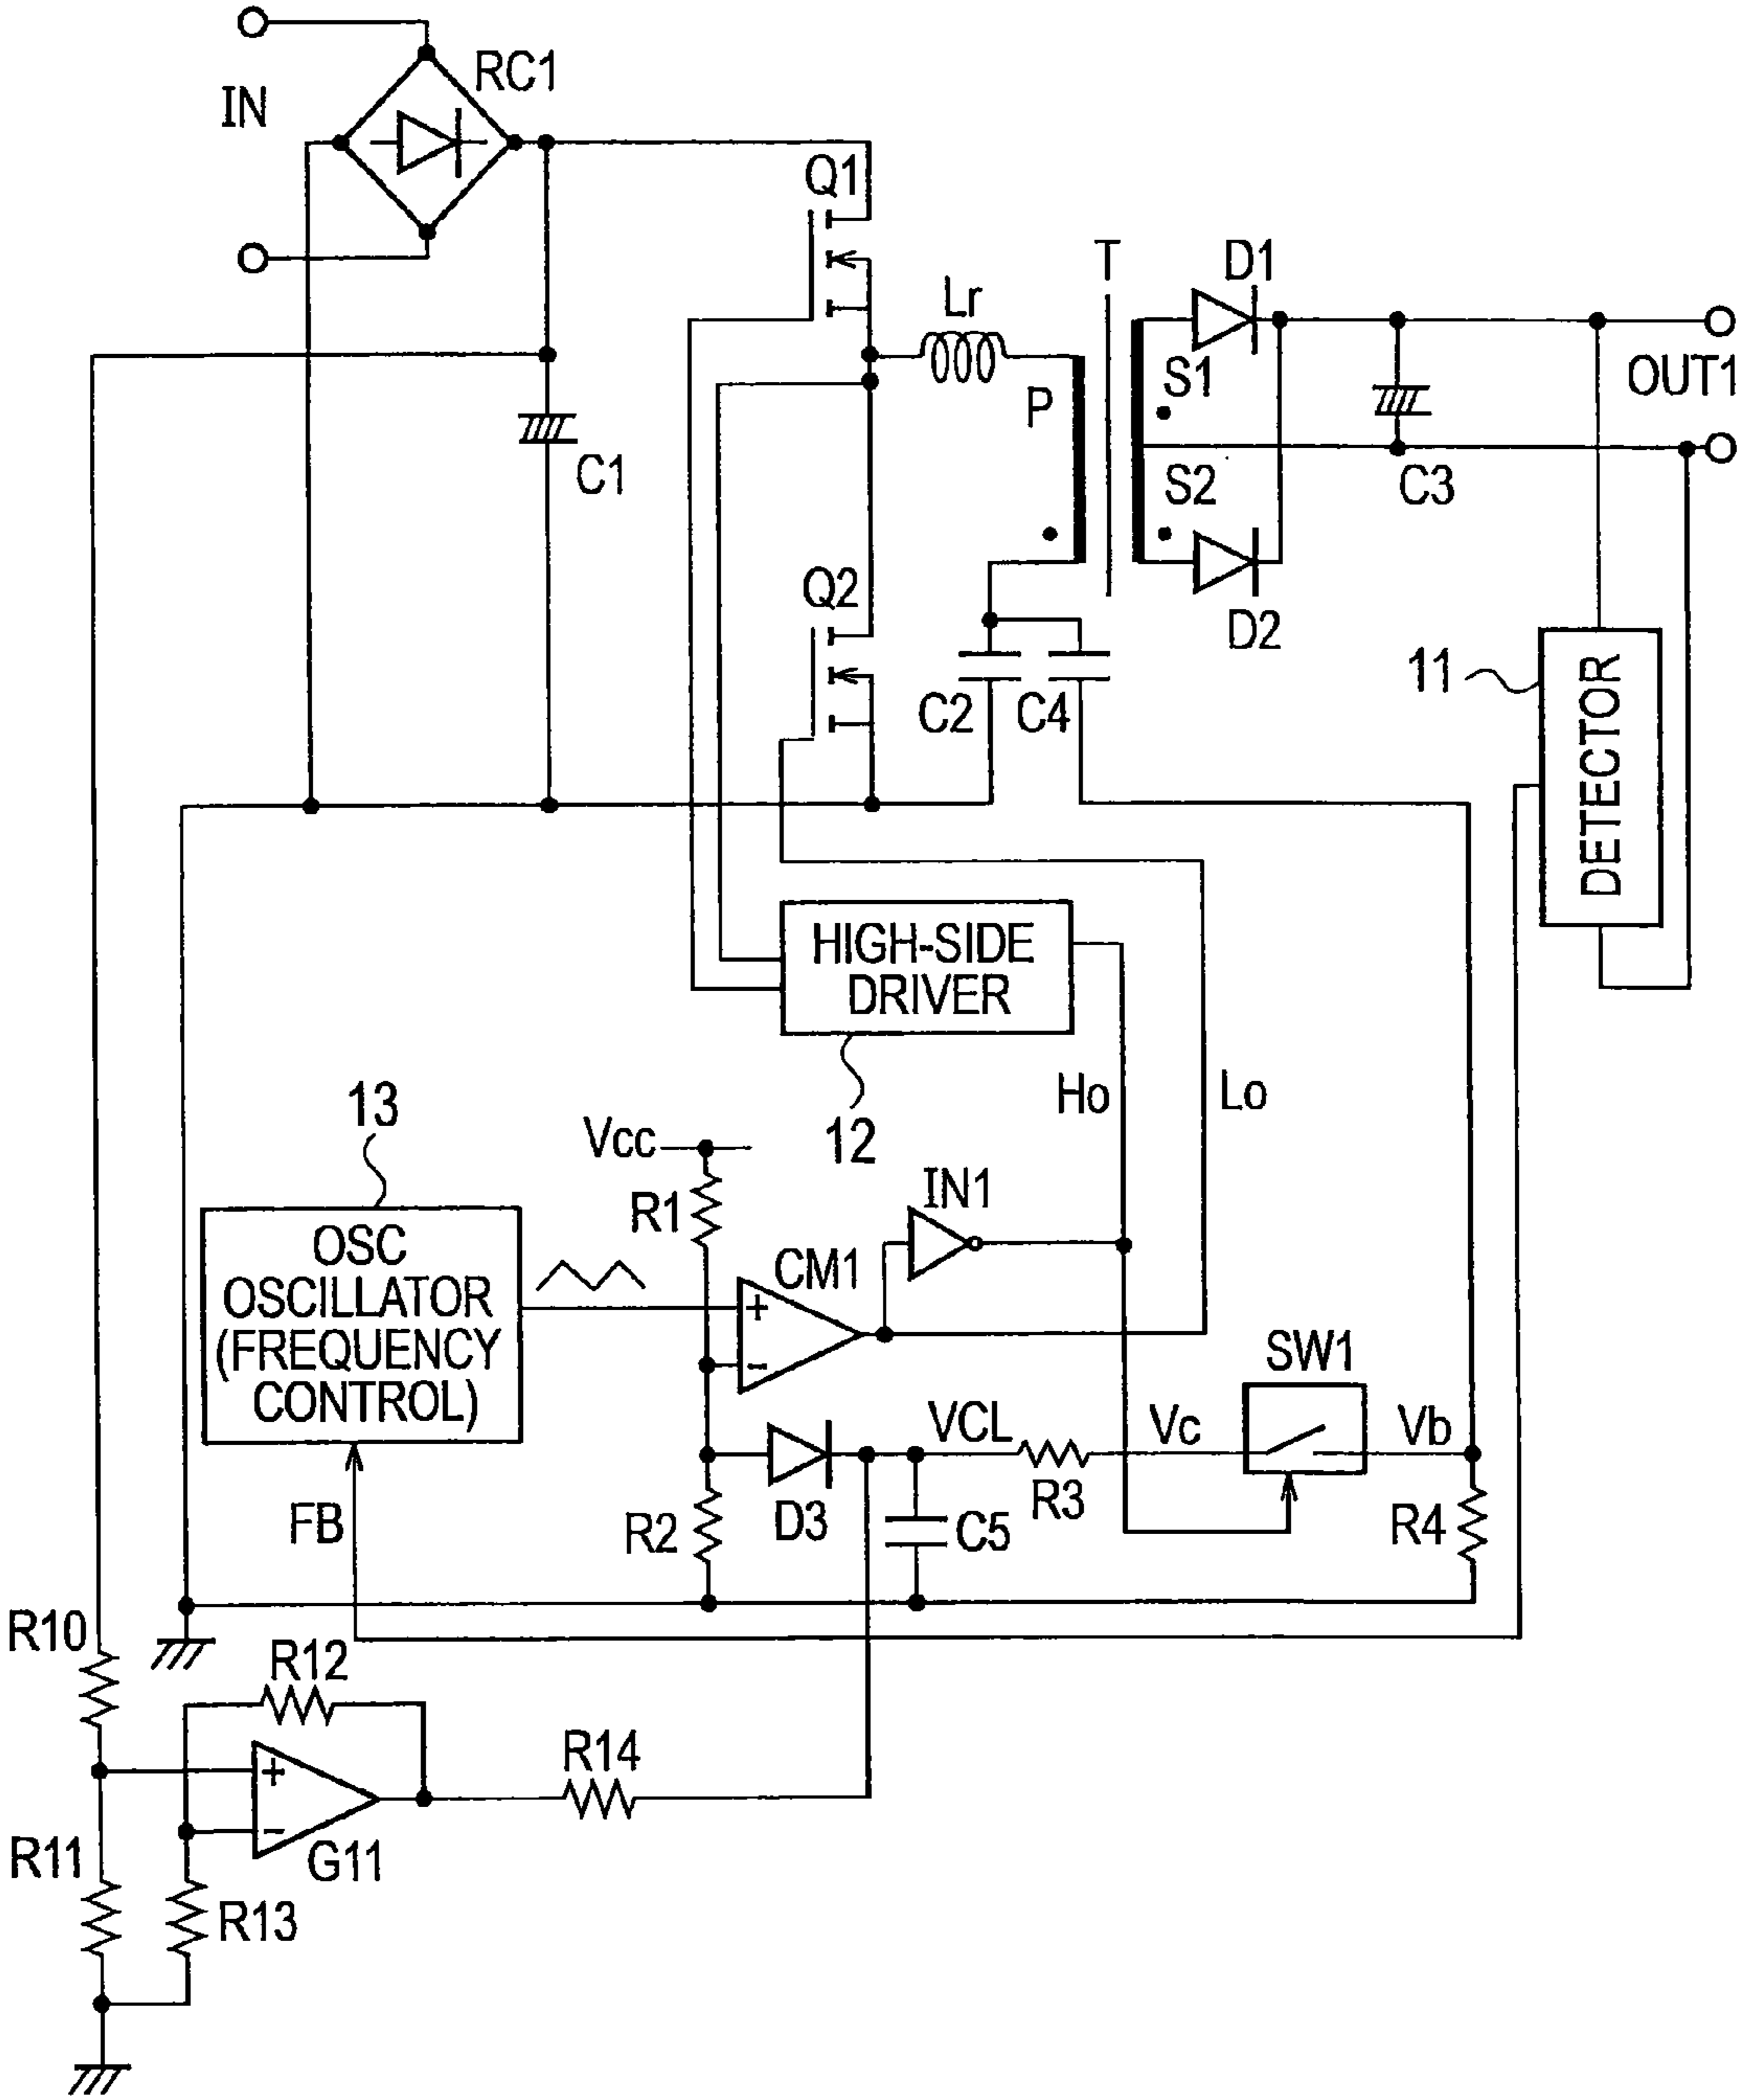 RC1
IN
Q1
T
D1
Lr
S1
OUT1
P
C1
S2
C3
Q2
D2
11
C2
C4
DETECTOR
HIGH-SIDE
DRIVER
Ho
Lo
13
Vcc
12
R1
IN1
OSC
OSCILLATOR
(FREQUENCY
CONTROL)
CM1
+
−
SW1
VCL
Vc
Vb
FB
R2
D3
C5
R3
R4
R10
R12
R14
+
−
R11
G11
R13